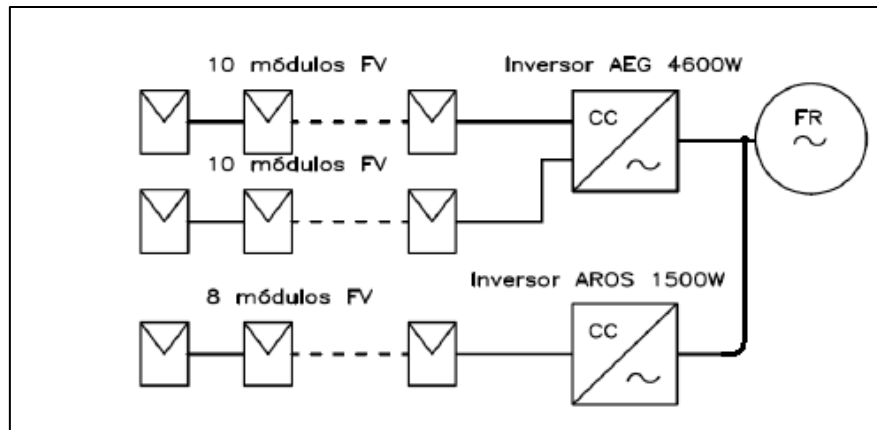 10 módulos FV
Inversor AEG 4600W
CC
FR
10 módulos FV
Inversor AROS 1500W
8 módulos FV
CC